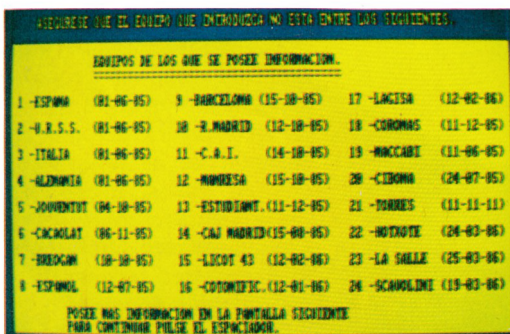 ASEGURESE QUE EL EQUIPO QUE INTRODUZCA NO ESTA ENTRE LOS SIGUIENTES.
EQUIPOS DE LOS QUE SE POSEE INFORMACION.
1 -ESPAMA (01-06-85) 9 -BARCELONA (15-10-85) 17 -LAGISA (12-02-86)
2 -U.R.S.S. (01-06-85) 10 -R.MADRID (12-10-85) 18 -CORONAS (11-12-85)
3 -ITALIA (01-06-85) 11 -C.A.I. (14-10-85) 19 -MACCABI (11-06-85)
4 -ALEMANIA (01-06-85) 12 -MANRESA (15-10-85) 20 -CIBONA (24-07-85)
5 -JOUVENTUT (04-10-85) 13 -ESTUDIANT.(11-12-85) 21 -TORRES (11-11-11)
6 -CACAOLAT (06-11-85) 14 -CAJ MADRID(15-00-85) 22 -HOTXOTE (24-03-86)
7 -BREOGAN (10-10-85) 15 -LICOT 43 (12-02-86) 23 -LA SALLE (25-03-86)
8 -ESPANOL (12-07-85) 16 -COTONIFIC.(12-01-86) 24 -SCAVOLINI (19-03-86)
POSEE MAS INFORMACION EN LA PANTALLA SIGUIENTE
PARA CONTINUAR PULSE EL ESPACIADOR.